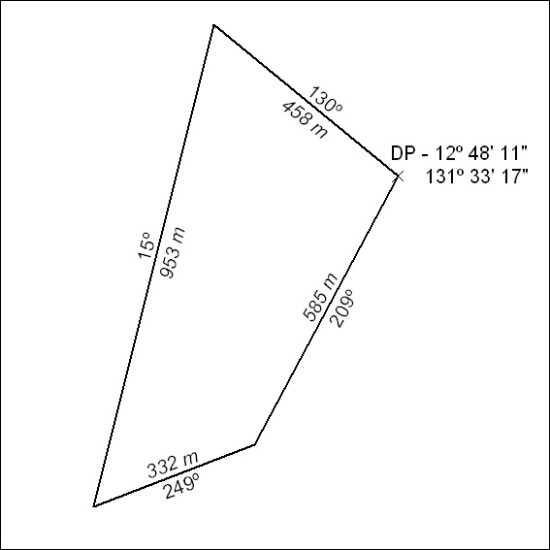 130º
458 m
DP - 12º 48' 11"
131º 33' 17"
15º
953 m
585 m
209º
332 m
249º